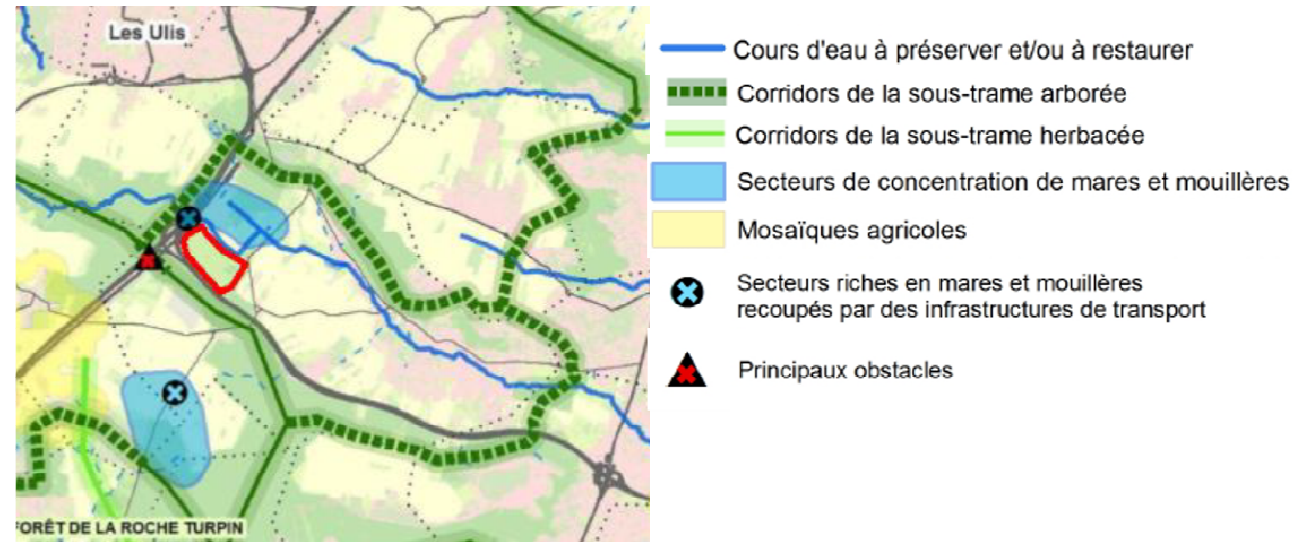 Les Ulis
FORÊT DE LA ROCHE TURPIN
Cours d'eau à préserver et/ou à restaurer
Corridors de la sous-trame arborée
Corridors de la sous-trame herbacée
Secteurs de concentration de mares et mouillères
Mosaïques agricoles
Secteurs riches en mares et mouillères
recoupés par des infrastructures de transport
Principaux obstacles